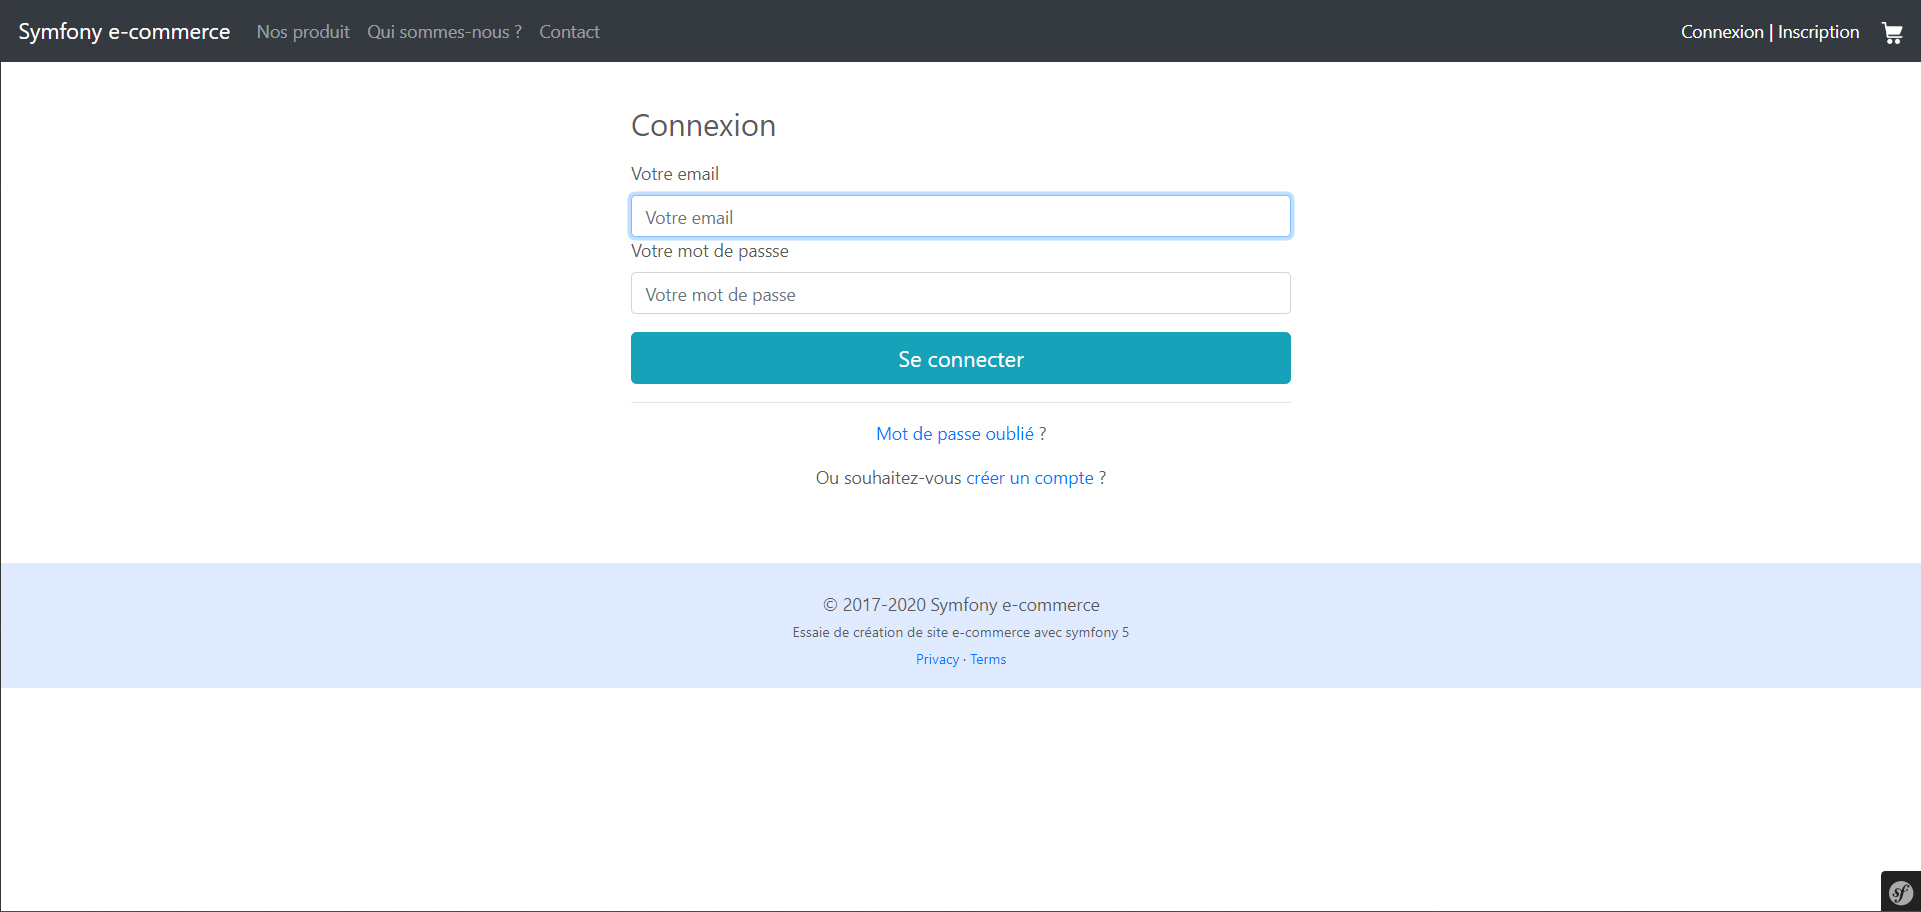 Symfony e-commerce Nos produit Qui sommes-nous ? Contact Connexion | Inscription
Connexion
Votre email
Votre email
Votre mot de passse
Votre mot de passe
Se connecter
Mot de passe oublié ?
Ou souhaitez-vous créer un compte ?
© 2017-2020 Symfony e-commerce
Essaie de création de site e-commerce avec symfony 5
Privacy · Terms
sf